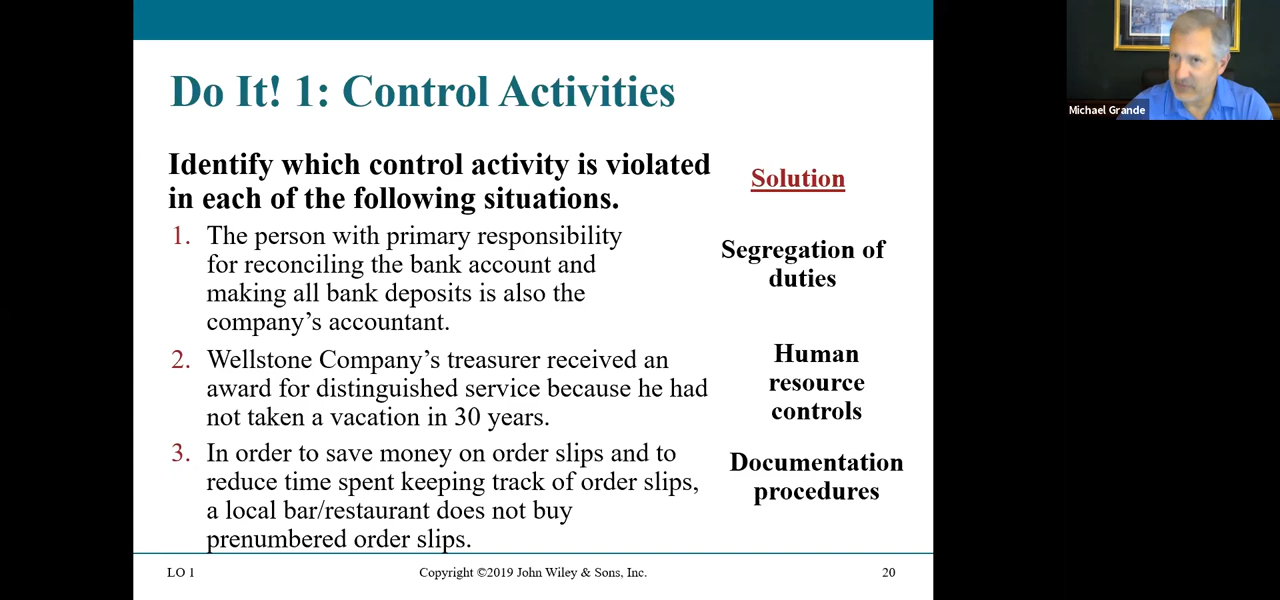 Do It! 1: Control Activities
Identify which control activity is violated
in each of the following situations.
Solution
1. The person with primary responsibility
for reconciling the bank account and
making all bank deposits is also the
company’s accountant.
Segregation of
duties
2. Wellstone Company’s treasurer received an
award for distinguished service because he had
not taken a vacation in 30 years.
Human
resource
controls
3. In order to save money on order slips and to
reduce time spent keeping track of order slips,
a local bar/restaurant does not buy
prenumbered order slips.
Documentation
procedures
LO 1
Copyright ©2019 John Wiley & Sons, Inc.
20
Michael Grande